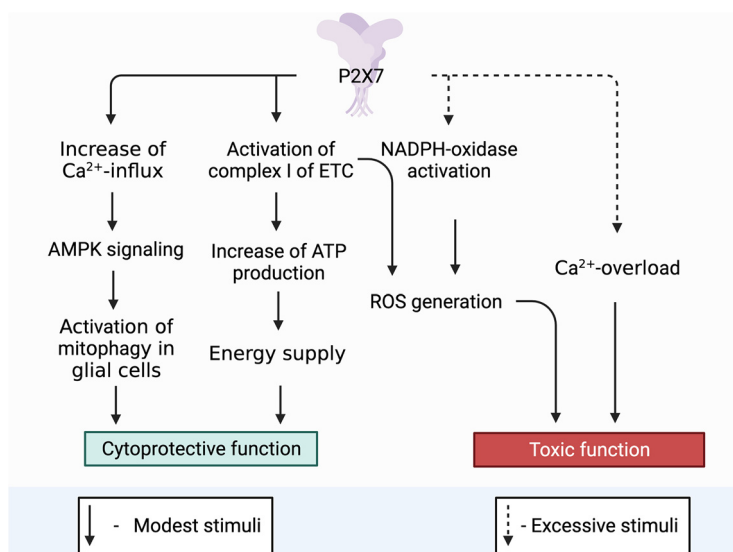 P2X7
Increase of
Ca²⁺-influx
Activation of
complex I of ETC
NADPH-oxidase
activation
AMPK signaling
Increase of ATP
production
Ca²⁺-overload
ROS generation
Activation of
mitophagy in
glial cells
Energy supply
Cytoprotective function
Toxic function
- Modest stimuli
- Excessive stimuli